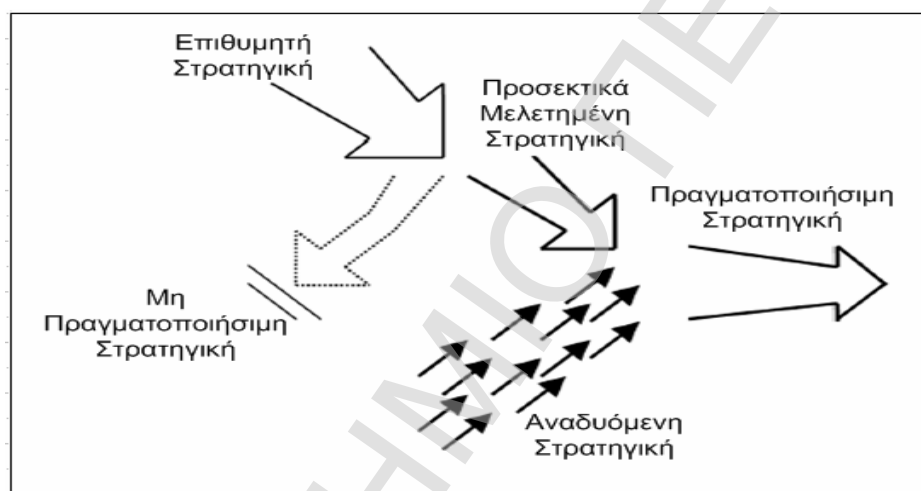 Επιθυμητή
Στρατηγική
Προσεκτικά
Μελετημένη
Στρατηγική
Πραγματοποιήσιμη
Στρατηγική
Μη
Πραγματοποιήσιμη
Στρατηγική
Αναδυόμενη
Στρατηγική